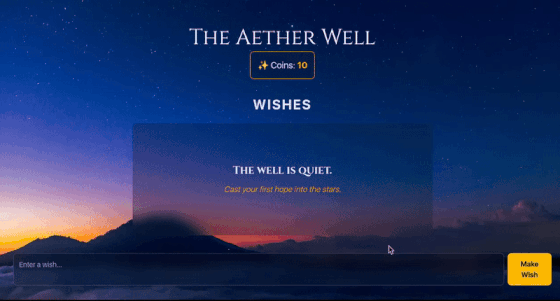 The Aether Well
✨ Coins: 10
WISHES
The well is quiet.
Cast your first hope into the stars.
Enter a wish...
Make
Wish